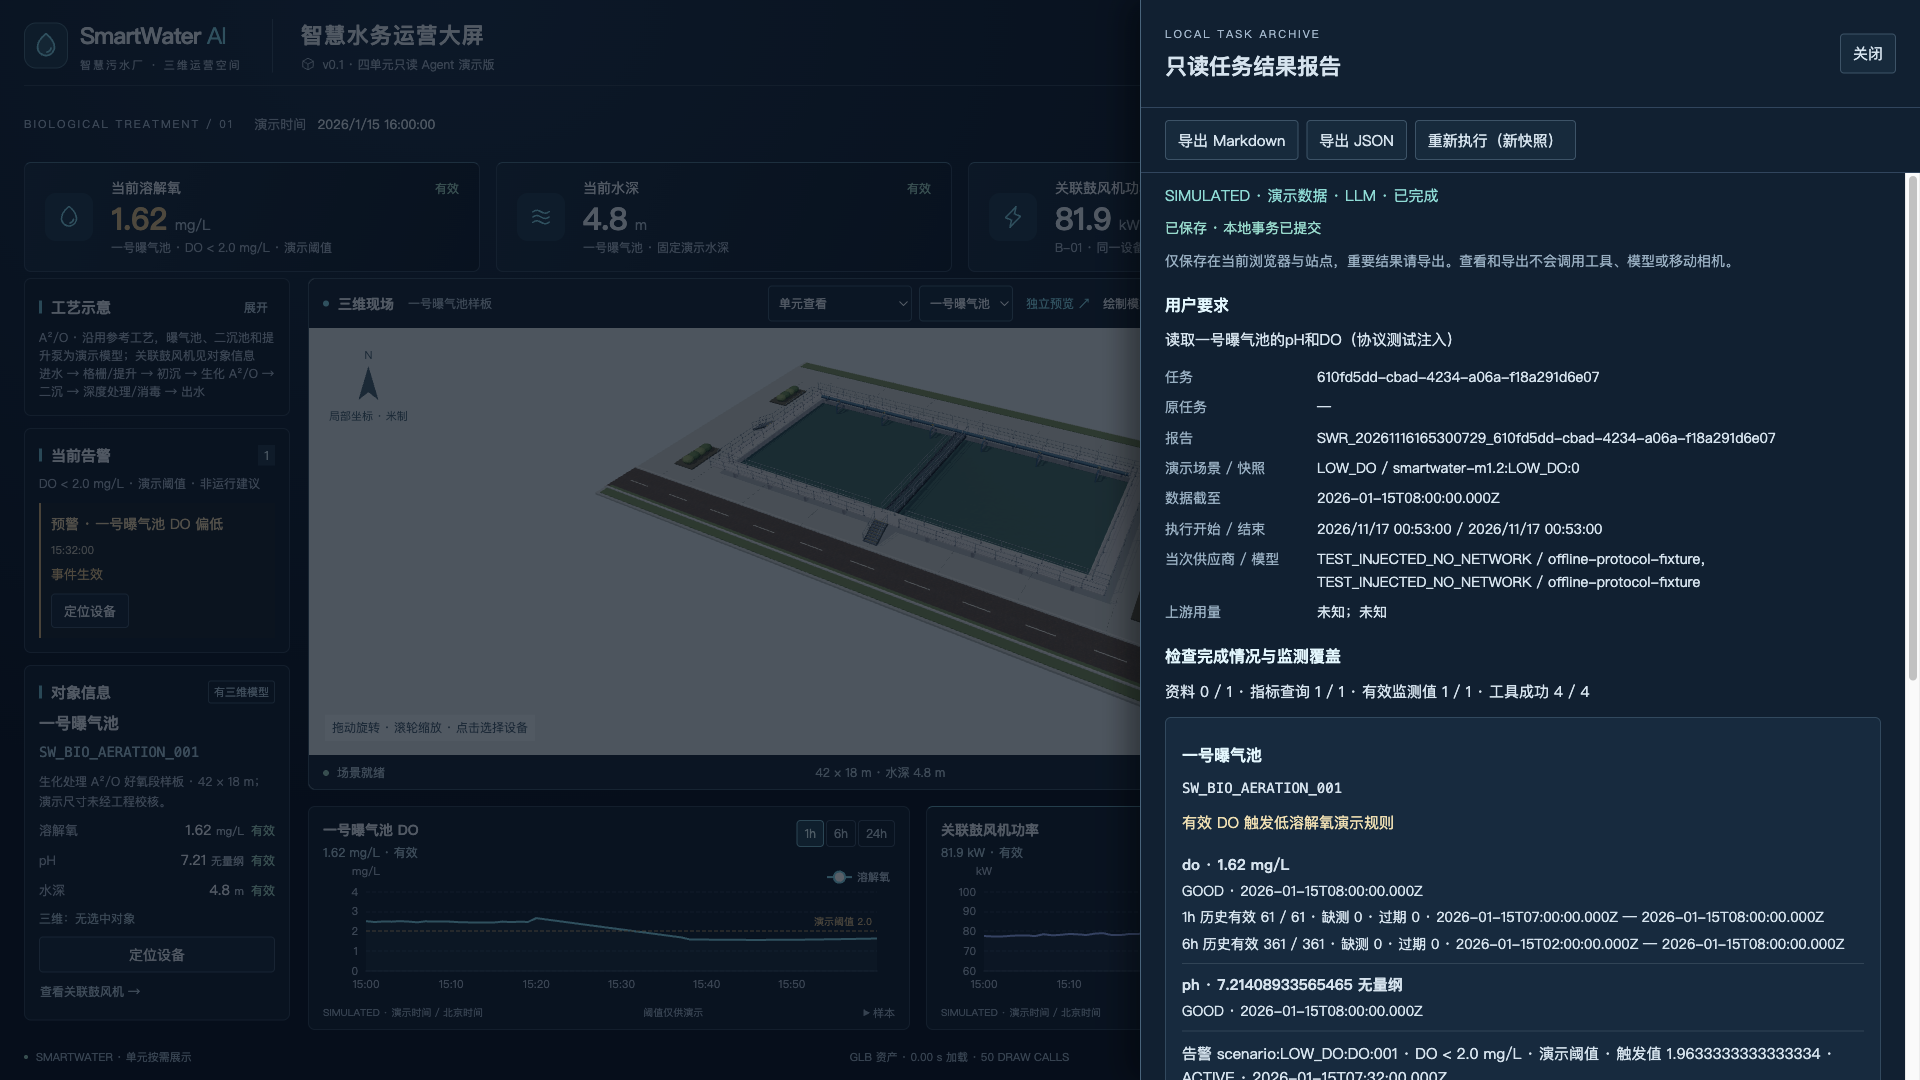 SmartWater AI
智慧污水厂 · 三维运营空间
智慧水务运营大屏
v0.1 · 四单元只读 Agent 演示版
BIOLOGICAL TREATMENT / 01
演示时间 2026/1/15 16:00:00
当前溶解氧 有效
1.62 mg/L
一号曝气池 · DO < 2.0 mg/L · 演示阈值
当前水深 有效
4.8 m
一号曝气池 · 固定演示水深
关联鼓风机功
81.9 kW
B-01 · 同一设备
工艺示意 展开
A²/O · 沿用参考工艺，曝气池、二沉池和提
升泵为演示模型；关联鼓风机见对象信息
进水 → 格栅/提升 → 初沉 → 生化 A²/O →
二沉 → 深度处理/消毒 → 出水
当前告警 1
DO < 2.0 mg/L · 演示阈值 · 非运行建议
预警 · 一号曝气池 DO 偏低
15:32:00
事件生效
定位设备
对象信息 有三维模型
一号曝气池
SW_BIO_AERATION_001
生化处理 A²/O 好氧段样板 · 42 × 18 m；
演示尺寸未经工程校核。
溶解氧 1.62 mg/L 有效
pH 7.21 无量纲 有效
水深 4.8 m 有效
三维：无选中对象
定位设备
查看关联鼓风机 →
三维现场 一号曝气池样板 单元查看 一号曝气池 独立预览 ↗ 绘制模
N
局部坐标 · 米制
拖动旋转 · 滚轮缩放 · 点击选择设备
场景就绪 42 × 18 m · 水深 4.8 m
一号曝气池 DO 1h 6h 24h
1.62 mg/L · 有效
mg/L 溶解氧
4
3
2
1
0
演示阈值 2.0
15:00 15:10 15:20 15:30 15:40 15:50
SIMULATED · 演示时间 / 北京时间 阈值仅供演示 ▶ 样本
关联鼓风机功率
81.9 kW · 有效
kW
100
90
80
70
60
15:00 15:10
SIMULATED · 演示时间 / 北京时间
SMARTWATER · 单元按需展示 GLB 资产 · 0.00 s 加载 · 50 DRAW CALLS
LOCAL TASK ARCHIVE
只读任务结果报告
关闭
导出 Markdown 导出 JSON 重新执行（新快照）
SIMULATED · 演示数据 · LLM · 已完成
已保存 · 本地事务已提交
仅保存在当前浏览器与站点，重要结果请导出。查看和导出不会调用工具、模型或移动相机。
用户要求
读取一号曝气池的pH和DO（协议测试注入）
任务 610fd5dd-cbad-4234-a06a-f18a291d6e07
原任务 —
报告 SWR_20261116165300729_610fd5dd-cbad-4234-a06a-f18a291d6e07
演示场景 / 快照 LOW_DO / smartwater-m1.2:LOW_DO:0
数据截至 2026-01-15T08:00:00.000Z
执行开始 / 结束 2026/11/17 00:53:00 / 2026/11/17 00:53:00
当次供应商 / 模型 TEST_INJECTED_NO_NETWORK / offline-protocol-fixture,
TEST_INJECTED_NO_NETWORK / offline-protocol-fixture
上游用量 未知；未知
检查完成情况与监测覆盖
资料 0 / 1 · 指标查询 1 / 1 · 有效监测值 1 / 1 · 工具成功 4 / 4
一号曝气池
SW_BIO_AERATION_001
有效 DO 触发低溶解氧演示规则
do · 1.62 mg/L
GOOD · 2026-01-15T08:00:00.000Z
1h 历史有效 61 / 61 · 缺测 0 · 过期 0 · 2026-01-15T07:00:00.000Z — 2026-01-15T08:00:00.000Z
6h 历史有效 361 / 361 · 缺测 0 · 过期 0 · 2026-01-15T02:00:00.000Z — 2026-01-15T08:00:00.000Z
ph · 7.21408933565465 无量纲
GOOD · 2026-01-15T08:00:00.000Z
告警 scenario:LOW_DO:DO:001 · DO < 2.0 mg/L · 演示阈值 · 触发值 1.9633333333333334 ·
ACTIVE · 2026-01-15T07:32:00.000Z